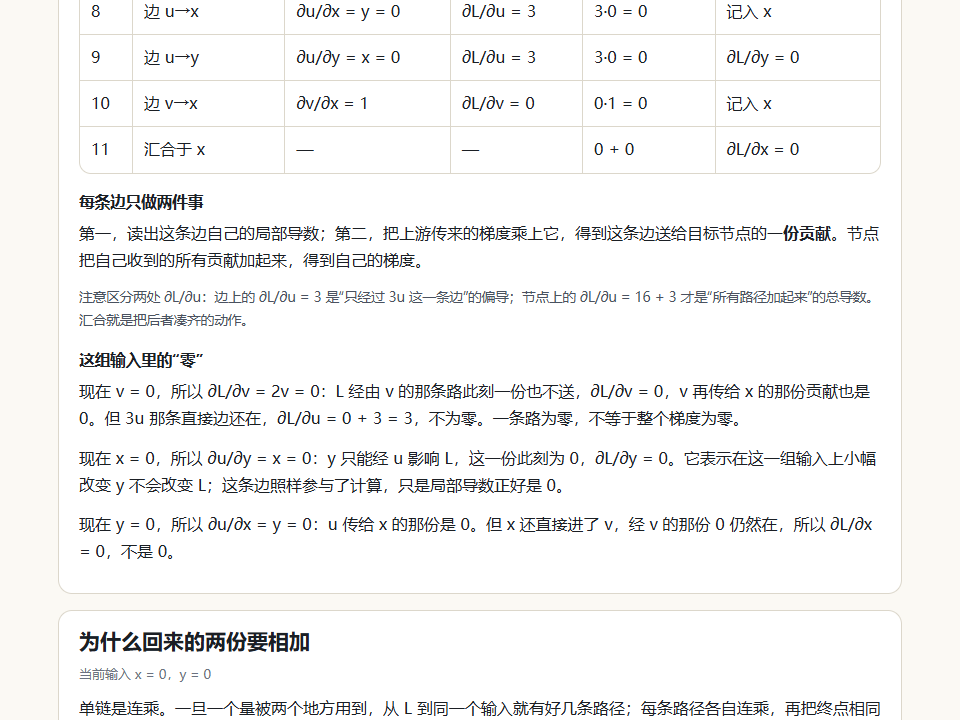 8 边 u→x ∂u/∂x = y = 0 ∂L/∂u = 3 3·0 = 0 记入 x
9 边 u→y ∂u/∂y = x = 0 ∂L/∂u = 3 3·0 = 0 ∂L/∂y = 0
10 边 v→x ∂v/∂x = 1 ∂L/∂v = 0 0·1 = 0 记入 x
11 汇合于 x — — 0 + 0 ∂L/∂x = 0
每条边只做两件事
第一，读出这条边自己的局部导数；第二，把上游传来的梯度乘上它，得到这条边送给目标节点的一份贡献。节点
把自己收到的所有贡献加起来，得到自己的梯度。
注意区分两处 ∂L/∂u：边上的 ∂L/∂u = 3 是“只经过 3u 这一条边”的偏导；节点上的 ∂L/∂u = 16 + 3 才是“所有路径加起来”的总导数。
汇合就是把后者凑齐的动作。
这组输入里的“零”
现在 v = 0，所以 ∂L/∂v = 2v = 0：L 经由 v 的那条路此刻一份也不送，∂L/∂v = 0，v 再传给 x 的那份贡献也是
0。但 3u 那条直接边还在，∂L/∂u = 0 + 3 = 3，不为零。一条路为零，不等于整个梯度为零。
现在 x = 0，所以 ∂u/∂y = x = 0：y 只能经 u 影响 L，这一份此刻为 0，∂L/∂y = 0。它表示在这一组输入上小幅
改变 y 不会改变 L；这条边照样参与了计算，只是局部导数正好是 0。
现在 y = 0，所以 ∂u/∂x = y = 0：u 传给 x 的那份是 0。但 x 还直接进了 v，经 v 的那份 0 仍然在，所以 ∂L/∂x
= 0，不是 0。
为什么回来的两份要相加
当前输入 x = 0，y = 0
单链是连乘。一旦一个量被两个地方用到，从 L 到同一个输入就有好几条路径；每条路径各自连乘，再把终点相同